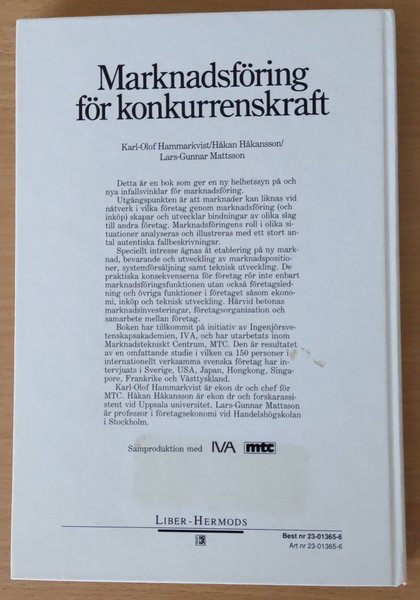 Marknadsföring
för konkurrenskraft
Karl-Olof Hammarkvist/Håkan Håkansson/
Lars-Gunnar Mattsson
Detta är en bok som ger en ny helhetssyn på och
nya infallsvinklar för marknadsföring.
Utgångspunkten är att marknader kan liknas vid
nätverk i vilka företag genom marknadsföring (och
inköp) skapar och utvecklar bindningar av olika slag
till andra företag. Marknadsföringens roll i olika si-
tuationer analyseras och illustreras med ett stort an-
tal autentiska fallbeskrivningar.
Speciellt intresse ägnas åt etablering på ny mark-
nad, bevarande och utveckling av marknadspositio-
ner, systemförsäljning samt teknisk utveckling. De
praktiska konsekvenserna för företag rör inte enbart
marknadsföringsfunktionen utan också företagsled-
ning och övriga funktioner i företaget såsom ekono-
mi, inköp och teknisk utveckling. Härvid betonas
marknadsinvesteringar, företagsorganisation och
samarbete mellan företag.
Boken har tillkommit på initiativ av Ingenjörsve-
tenskapsakademien, IVA, och har utarbetats inom
Marknadstekniskt Centrum, MTC. Den är resultatet
av en omfattande studie i vilken ca 150 personer i
internationellt verksamma svenska företag har in-
tervjuats i Sverige, USA, Japan, Hongkong, Singa-
pore, Frankrike och Västtyskland.
Karl-Olof Hammarkvist är ekon dr och chef för
MTC. Håkan Håkansson är ekon dr och forskarassi-
stent vid Uppsala universitet. Lars-Gunnar Mattsson
är professor i företagsekonomi vid Handelshögskolan
i Stockholm.
Samproduktion med IVA mtc
LIBER-HERMODS
Best nr 23-01365-6
Art nr 23-01365-6